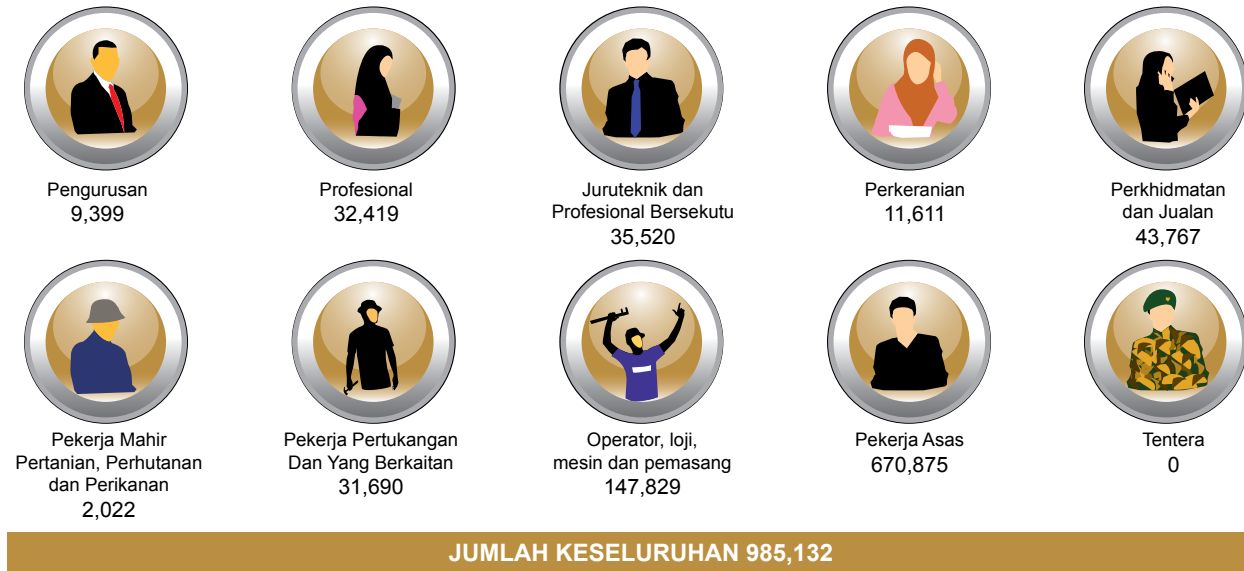 Pengurusan
9,399
Profesional
32,419
Juruteknik dan
Profesional Bersekutu
35,520
Perkeranian
11,611
Perkhidmatan
dan Jualan
43,767
Pekerja Mahir
Pertanian, Perhutanan
dan Perikanan
2,022
Pekerja Pertukangan
Dan Yang Berkaitan
31,690
Operator, loji,
mesin dan pemasang
147,829
Pekerja Asas
670,875
Tentera
0
JUMLAH KESELURUHAN 985,132